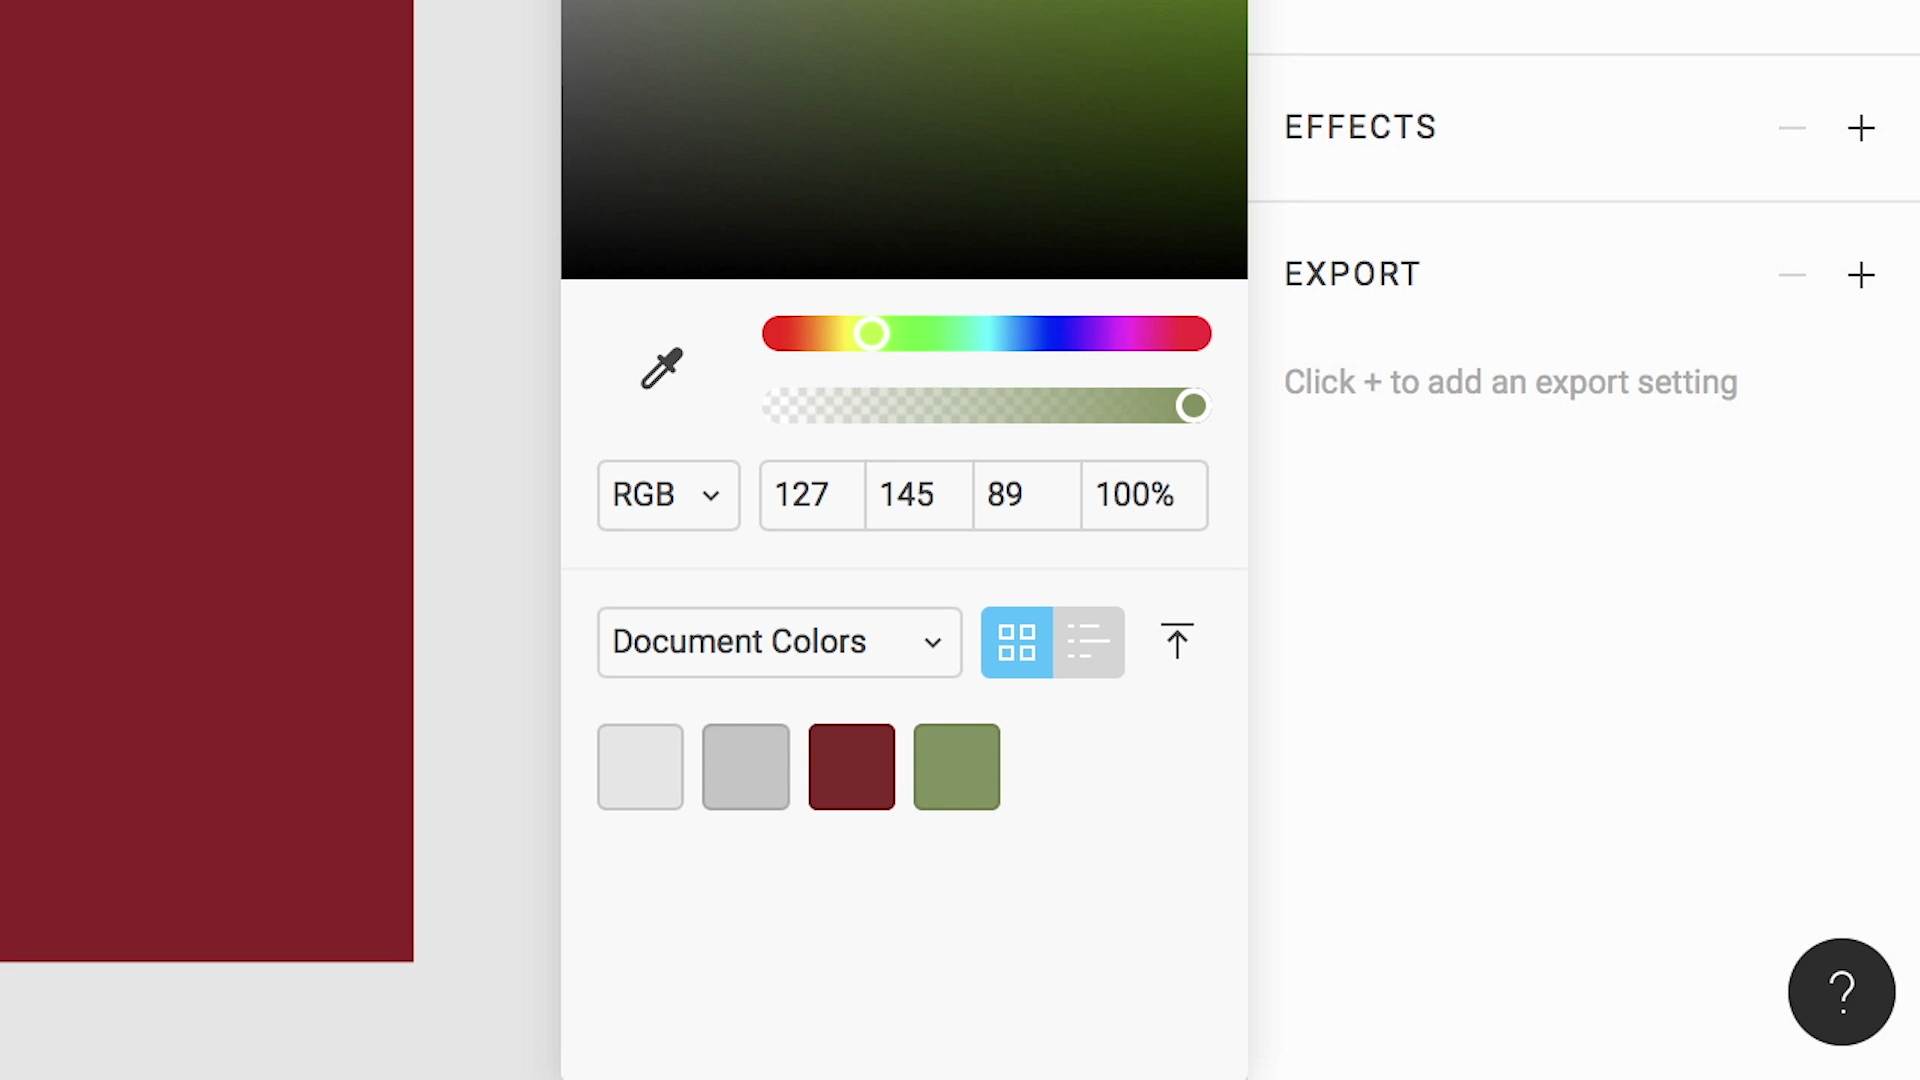 EFFECTS
EXPORT
Click + to add an export setting
RGB 127 145 89 100%
Document Colors
?